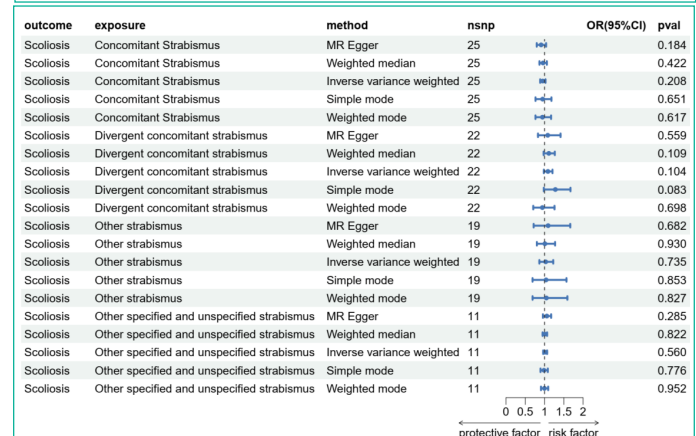 outcome exposure method nsnp OR(95%CI) pval
Scoliosis Concomitant Strabismus MR Egger 25 0.184
Scoliosis Concomitant Strabismus Weighted median 25 0.422
Scoliosis Concomitant Strabismus Inverse variance weighted 25 0.208
Scoliosis Concomitant Strabismus Simple mode 25 0.651
Scoliosis Concomitant Strabismus Weighted mode 25 0.617
Scoliosis Divergent concomitant strabismus MR Egger 22 0.559
Scoliosis Divergent concomitant strabismus Weighted median 22 0.109
Scoliosis Divergent concomitant strabismus Inverse variance weighted 22 0.104
Scoliosis Divergent concomitant strabismus Simple mode 22 0.083
Scoliosis Divergent concomitant strabismus Weighted mode 22 0.698
Scoliosis Other strabismus MR Egger 19 0.682
Scoliosis Other strabismus Weighted median 19 0.930
Scoliosis Other strabismus Inverse variance weighted 19 0.735
Scoliosis Other strabismus Simple mode 19 0.853
Scoliosis Other strabismus Weighted mode 19 0.827
Scoliosis Other specified and unspecified strabismus MR Egger 11 0.285
Scoliosis Other specified and unspecified strabismus Weighted median 11 0.822
Scoliosis Other specified and unspecified strabismus Inverse variance weighted 11 0.560
Scoliosis Other specified and unspecified strabismus Simple mode 11 0.776
Scoliosis Other specified and unspecified strabismus Weighted mode 11 0.952
0 0.5 1 1.5 2
protective factor risk factor